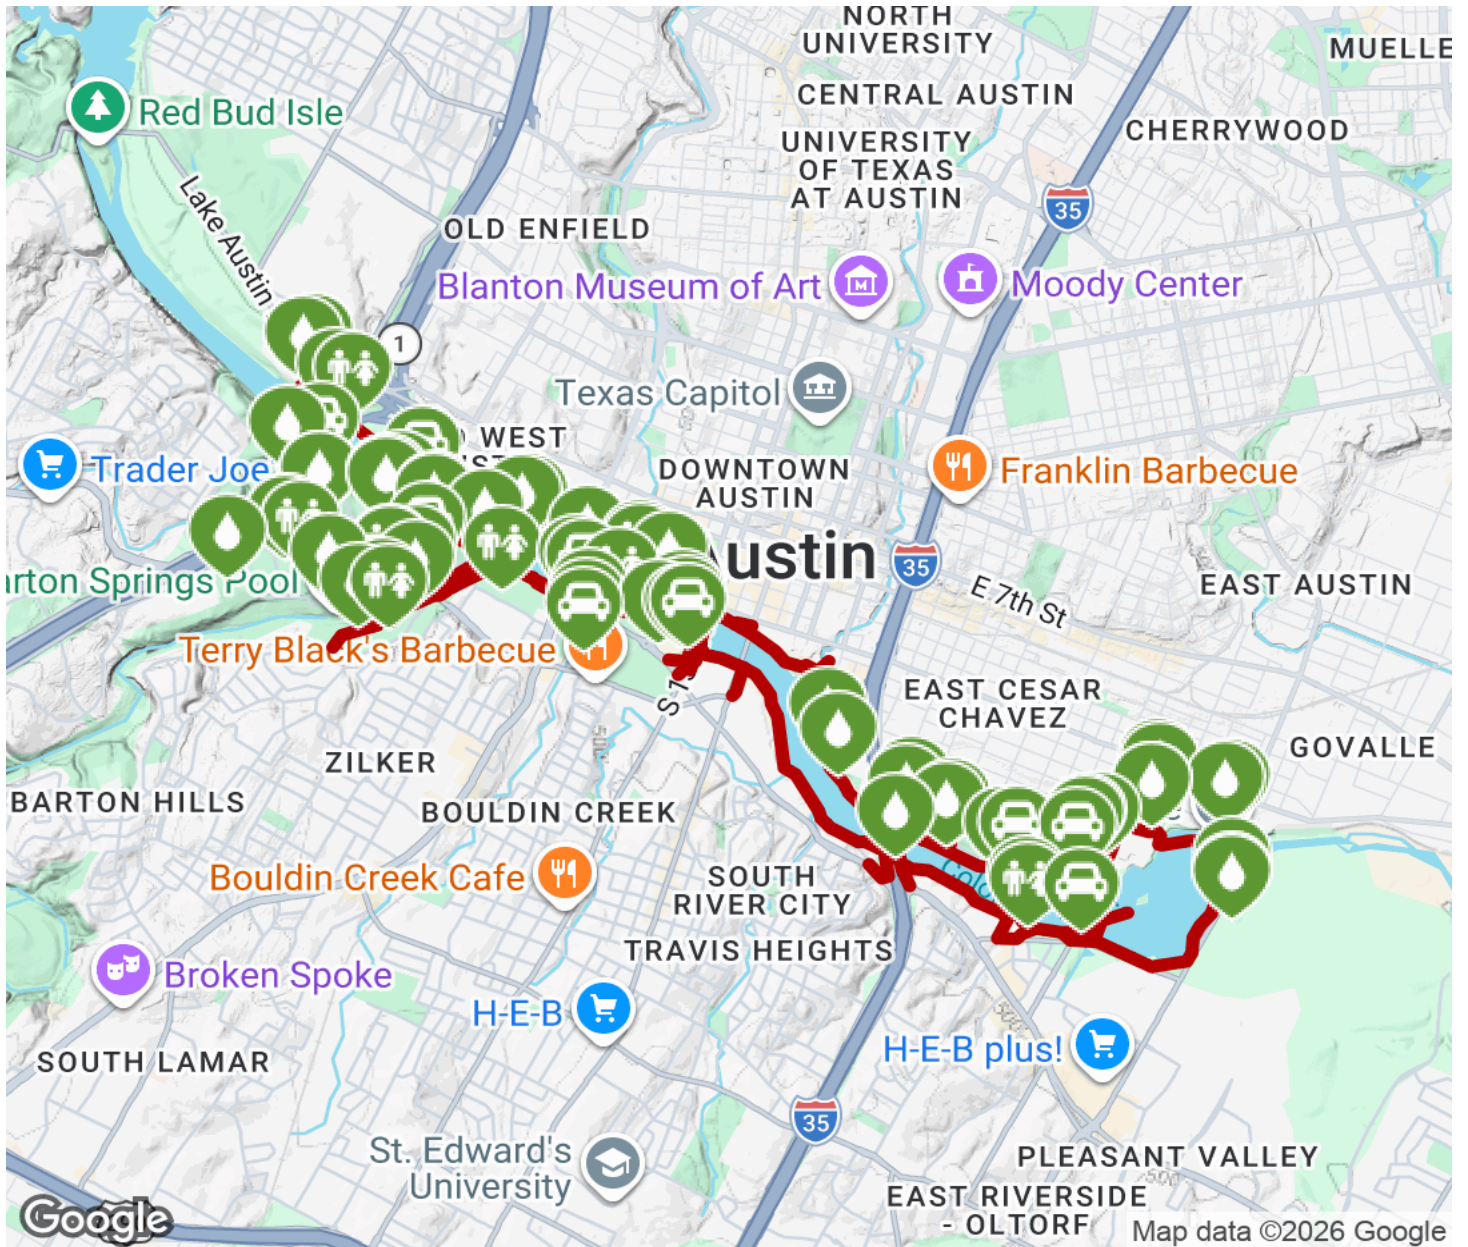 NORTH
UNIVERSITY
MUELLE
CENTRAL AUSTIN
Red Bud Isle
CHERRYWOOD
UNIVERSITY
OF TEXAS
AT AUSTIN
Lake Austin
35
OLD ENFIELD
Blanton Museum of Art
Moody Center
1
Texas Capitol
WEST
Trader Joe
DOWNTOWN
AUSTIN
Franklin Barbecue
ustin
35
E 7th St
EAST AUSTIN
arton Springs Pool
Terry Black's Barbecue
S 1s
EAST CESAR
CHAVEZ
GOVALLE
ZILKER
BARTON HILLS
BOULDIN CREEK
Bouldin Creek Cafe
SOUTH
RIVER CITY
Colo
TRAVIS HEIGHTS
Broken Spoke
H-E-B
H-E-B plus!
SOUTH LAMAR
35
St. Edward's
University
PLEASANT VALLEY
EAST RIVERSIDE
- OLTORF
Google
Map data ©2026 Google